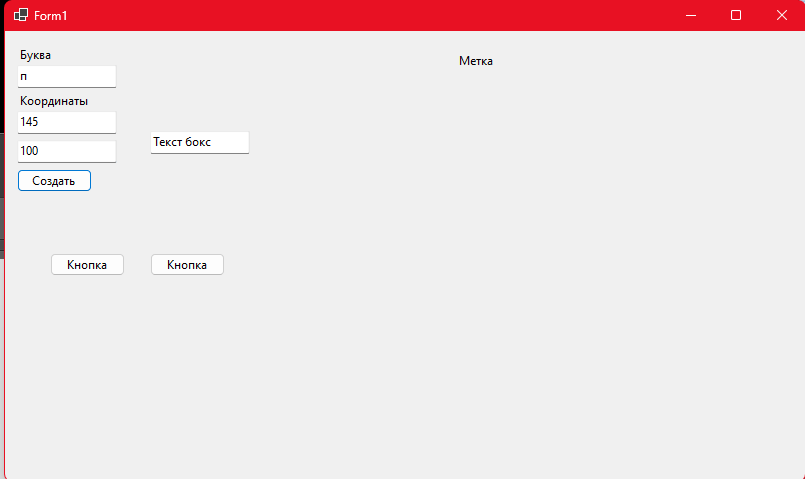 Form1
Буква
Метка
п
Координаты
145
Текст бокс
100
Создать
Кнопка
Кнопка